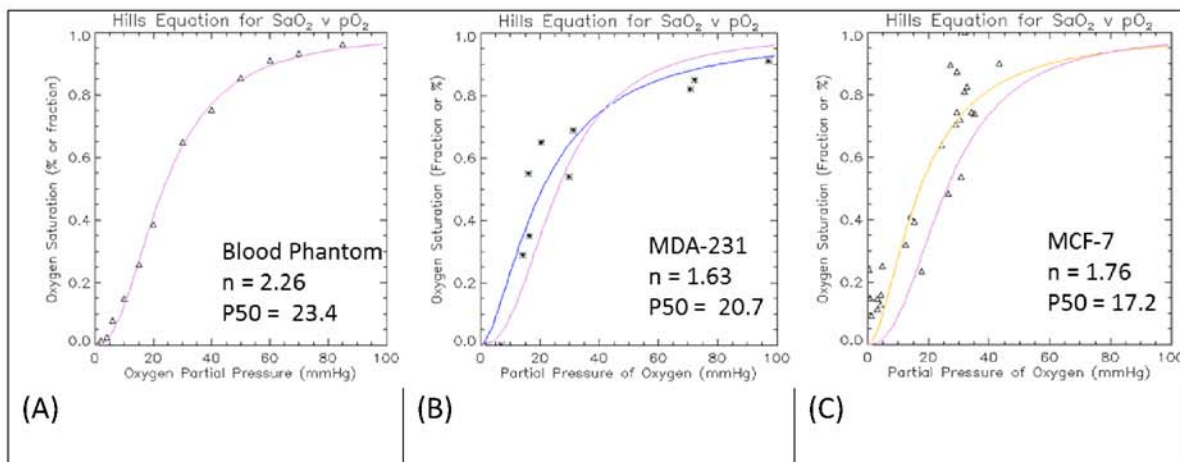 Hills Equation for SaO2 v pO2
Oxygen Saturation (% or fraction)
1.0
0.8
0.6
0.4
0.2
0.0
0 20 40 60 80 100
Oxygen Partial Pressure (mmHg)
Blood Phantom
n = 2.26
P50 = 23.4
(A)
Hills Equation for SaO2 v pO2
Oxygen Saturation (Fraction or %)
1.0
0.8
0.6
0.4
0.2
0.0
0 20 40 60 80 100
Partial Pressure of Oxygen (mmHg)
MDA-231
n = 1.63
P50 = 20.7
(B)
Hills Equation for SaO2 v pO2
Oxygen Saturation (Fraction or %)
1.0
0.8
0.6
0.4
0.2
0.0
0 20 40 60 80 100
Partial Pressure of Oxygen (mmHg)
MCF-7
n = 1.76
P50 = 17.2
(C)